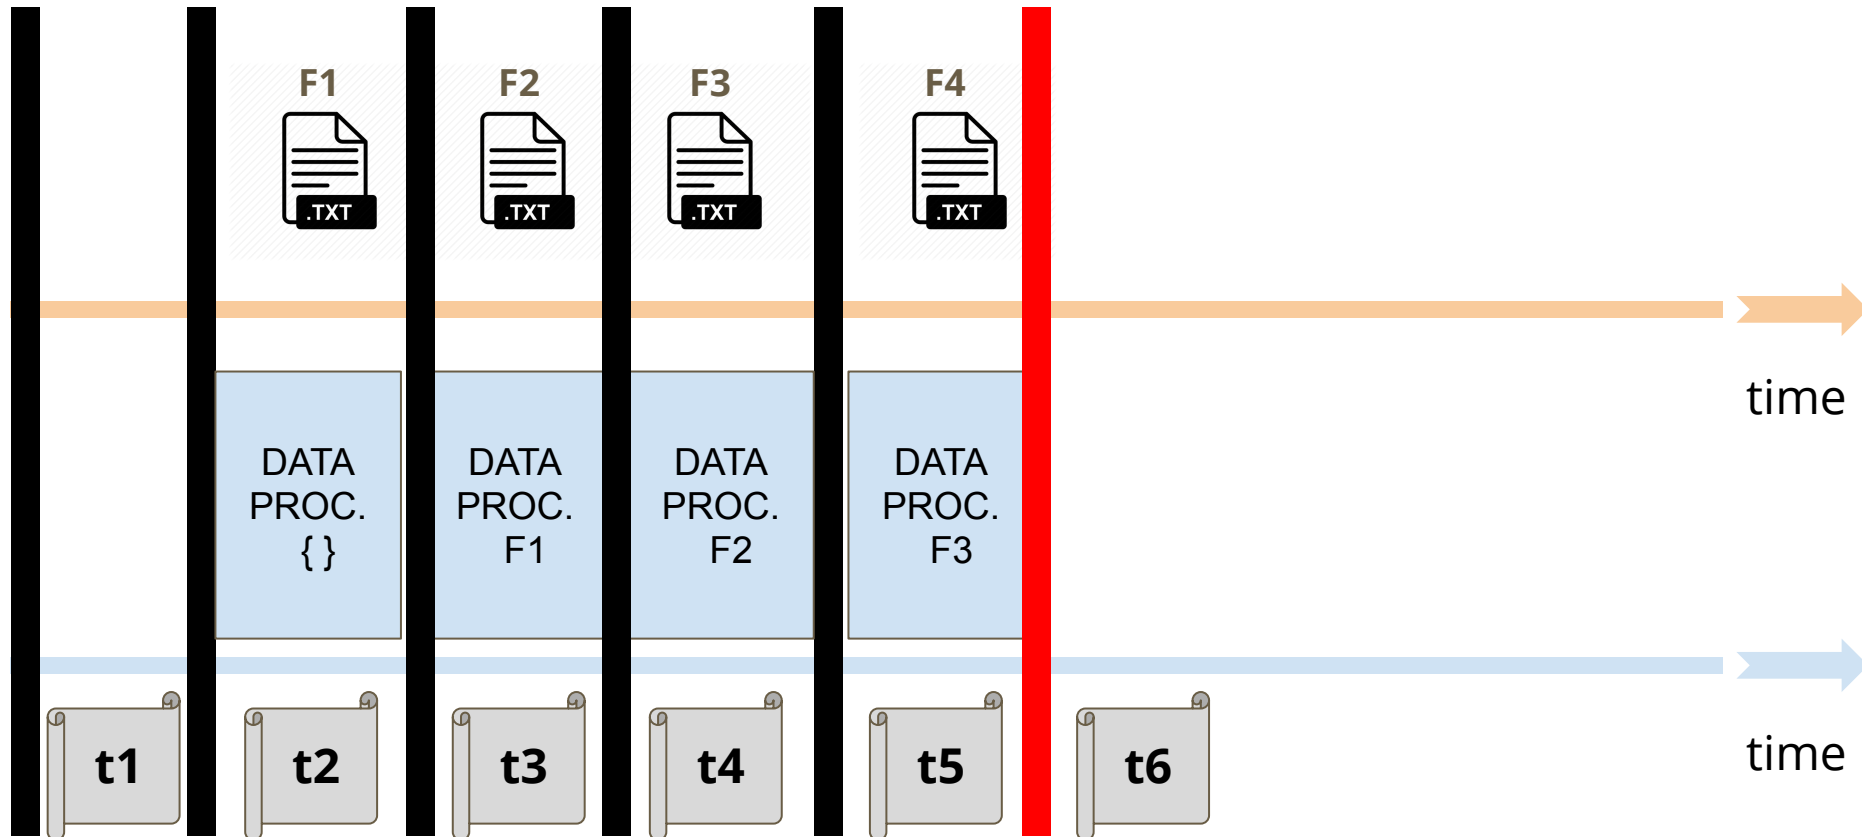 F1
F2
F3
F4
.TXT
.TXT
.TXT
.TXT
time
DATA
PROC.
{ }
DATA
PROC.
F1
DATA
PROC.
F2
DATA
PROC.
F3
time
t1
t2
t3
t4
t5
t6